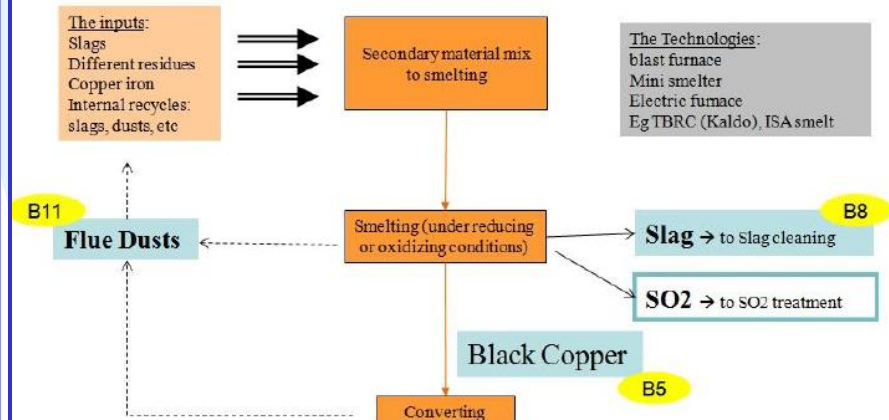 The inputs:
Slags
Different residues
Copper iron
Internal recycles:
slags, dusts, etc
Secondary material mix
to smelting
The Technologies:
blast furnace
Mini smelter
Electric furnace
Eg TBRC (Kaldo), ISA smelt
B11
Flue Dusts
Smelting (under reducing
or oxidizing conditions)
B8
Slag → to Slag cleaning
SO2 → to SO2 treatment
Black Copper
B5
Converting